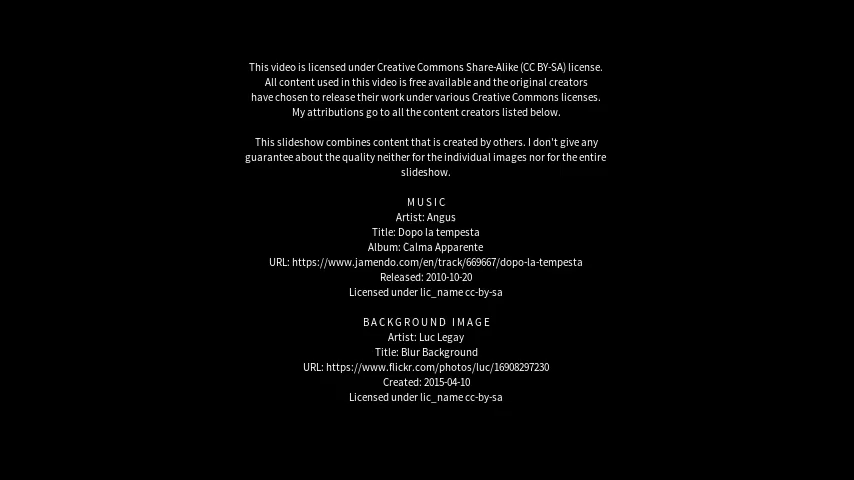 This video is licensed under Creative Commons Share-Alike (CC BY-SA) license.
All content used in this video is free available and the original creators
have chosen to release their work under various Creative Commons licenses.
My attributions go to all the content creators listed below.
This slideshow combines content that is created by others. I don't give any
guarantee about the quality neither for the individual images nor for the entire
slideshow.
MUSIC
Artist: Angus
Title: Dopo la tempesta
Album: Calma Apparente
URL: https://www.jamendo.com/en/track/669667/dopo-la-tempesta
Released: 2010-10-20
Licensed under lic_name cc-by-sa
BACKGROUND IMAGE
Artist: Luc Legay
Title: Blur Background
URL: https://www.flickr.com/photos/luc/16908297230
Created: 2015-04-10
Licensed under lic_name cc-by-sa